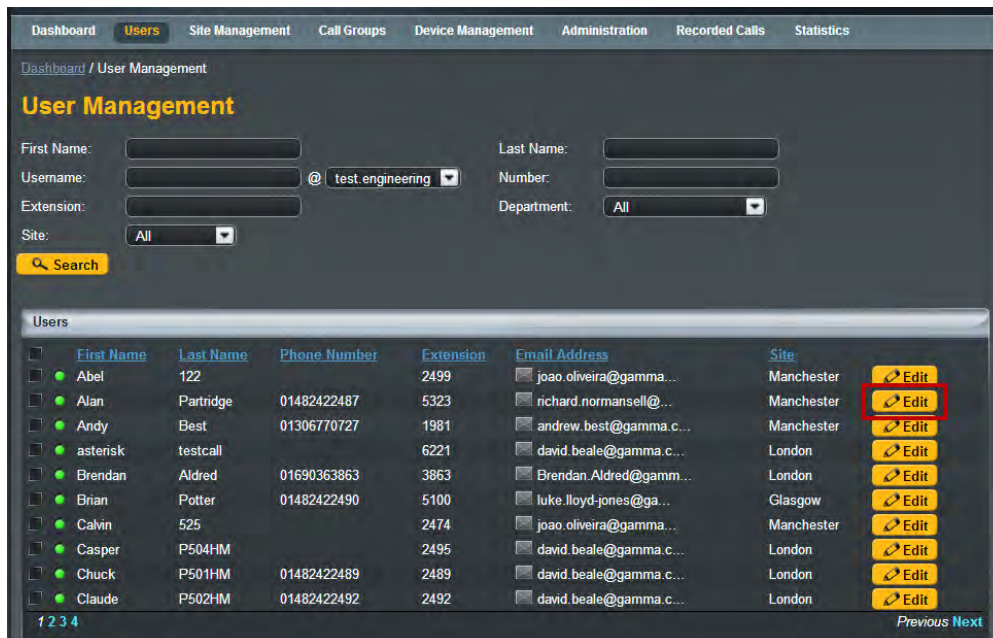 Dashboard Users Site Management Call Groups Device Management Administration Recorded Calls Statistics
Dashboard / User Management
User Management
First Name: Last Name:
Username: @ test.engineering Number:
Extension: Department: All
Site: All
Search
Users
First Name Last Name Phone Number Extension Email Address Site
Abel 122 2499 joao.oliveira@gamma... Manchester Edit
Alan Partridge 01482422487 5323 richard.normansell@... Manchester Edit
Andy Best 01306770727 1981 andrew.best@gamma.c... Manchester Edit
asterisk testcall 6221 david.beale@gamma.c... London Edit
Brendan Aldred 01690363863 3863 Brendan.Aldred@gamm... London Edit
Brian Potter 01482422490 5100 luke.lloyd-jones@ga... Glasgow Edit
Calvin 525 2474 joao.oliveira@gamma... Manchester Edit
Casper P504HM 2495 david.beale@gamma.c... London Edit
Chuck P501HM 01482422489 2489 david.beale@gamma.c... London Edit
Claude P502HM 01482422492 2492 david.beale@gamma.c... London Edit
1 2 3 4 Previous Next